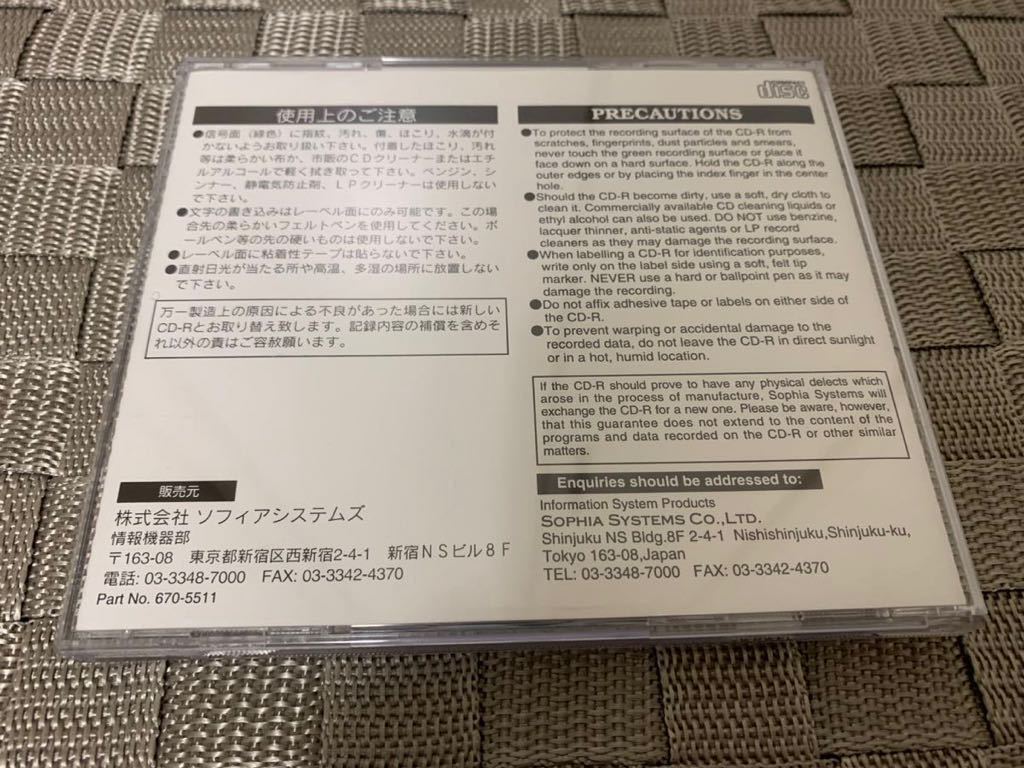 使用上のご注意
●信号面（緑色）に指紋、汚れ、傷、ほこり、水滴が付
かないようお取り扱い下さい。付着したほこり、汚れ
等は柔らかい布か、市販のＣＤクリーナーまたはエチ
ルアルコールで軽く拭き取って下さい。ベンジン、シ
ンナー、静電気防止剤、ＬＰクリーナーは使用しない
で下さい。
●文字の書き込みはレーベル面にのみ可能です。この場
合先の柔らかいフェルトペンを使用してください。ボ
ールペン等の先の硬いものは使用しないで下さい。
●レーベル面に粘着性テープは貼らないで下さい。
●直射日光が当たる所や高温、多湿の場所に放置しない
で下さい。
万一製造上の原因による不良があった場合には新しい
CD-Rとお取り替え致します。記録内容の補償を含めそ
れ以外の責はご容赦願います。
販売元
株式会社 ソフィアシステムズ
情報機器部
〒163-08 東京都新宿区西新宿2-4-1 新宿ＮＳビル８Ｆ
電話: 03-3348-7000 FAX: 03-3342-4370
Part No. 670-5511
disc
PRECAUTIONS
●To protect the recording surface of the CD-R from
scratches, fingerprints, dust particles and smears,
never touch the green recording surface or place it
face down on a hard surface. Hold the CD-R along the
outer edges or by placing the index finger in the center
hole.
●Should the CD-R become dirty, use a soft, dry cloth to
clean it. Commercially available CD cleaning liquids or
ethyl alcohol can also be used. DO NOT use benzine,
lacquer thinner, anti-static agents or LP record
cleaners as they may damage the recording surface.
●When labelling a CD-R for identification purposes,
write only on the label side using a soft, felt tip
marker. NEVER use a hard or ballpoint pen as it may
damage the recording.
●Do not affix adhesive tape or labels on either side of
the CD-R.
●To prevent warping or accidental damage to the
recorded data, do not leave the CD-R in direct sunlight
or in a hot, humid location.
If the CD-R should prove to have any physical delects which
arose in the process of manufacture, Sophia Systems will
exchange the CD-R for a new one. Please be aware, however,
that this guarantee does not extend to the content of the
programs and data recorded on the CD-R or other similar
matters.
Enquiries should be addressed to:
Information System Products
SOPHIA SYSTEMS CO.,LTD.
Shinjuku NS Bldg.8F 2-4-1 Nishishinjuku,Shinjuku-ku,
Tokyo 163-08,Japan
TEL: 03-3348-7000 FAX: 03-3342-4370